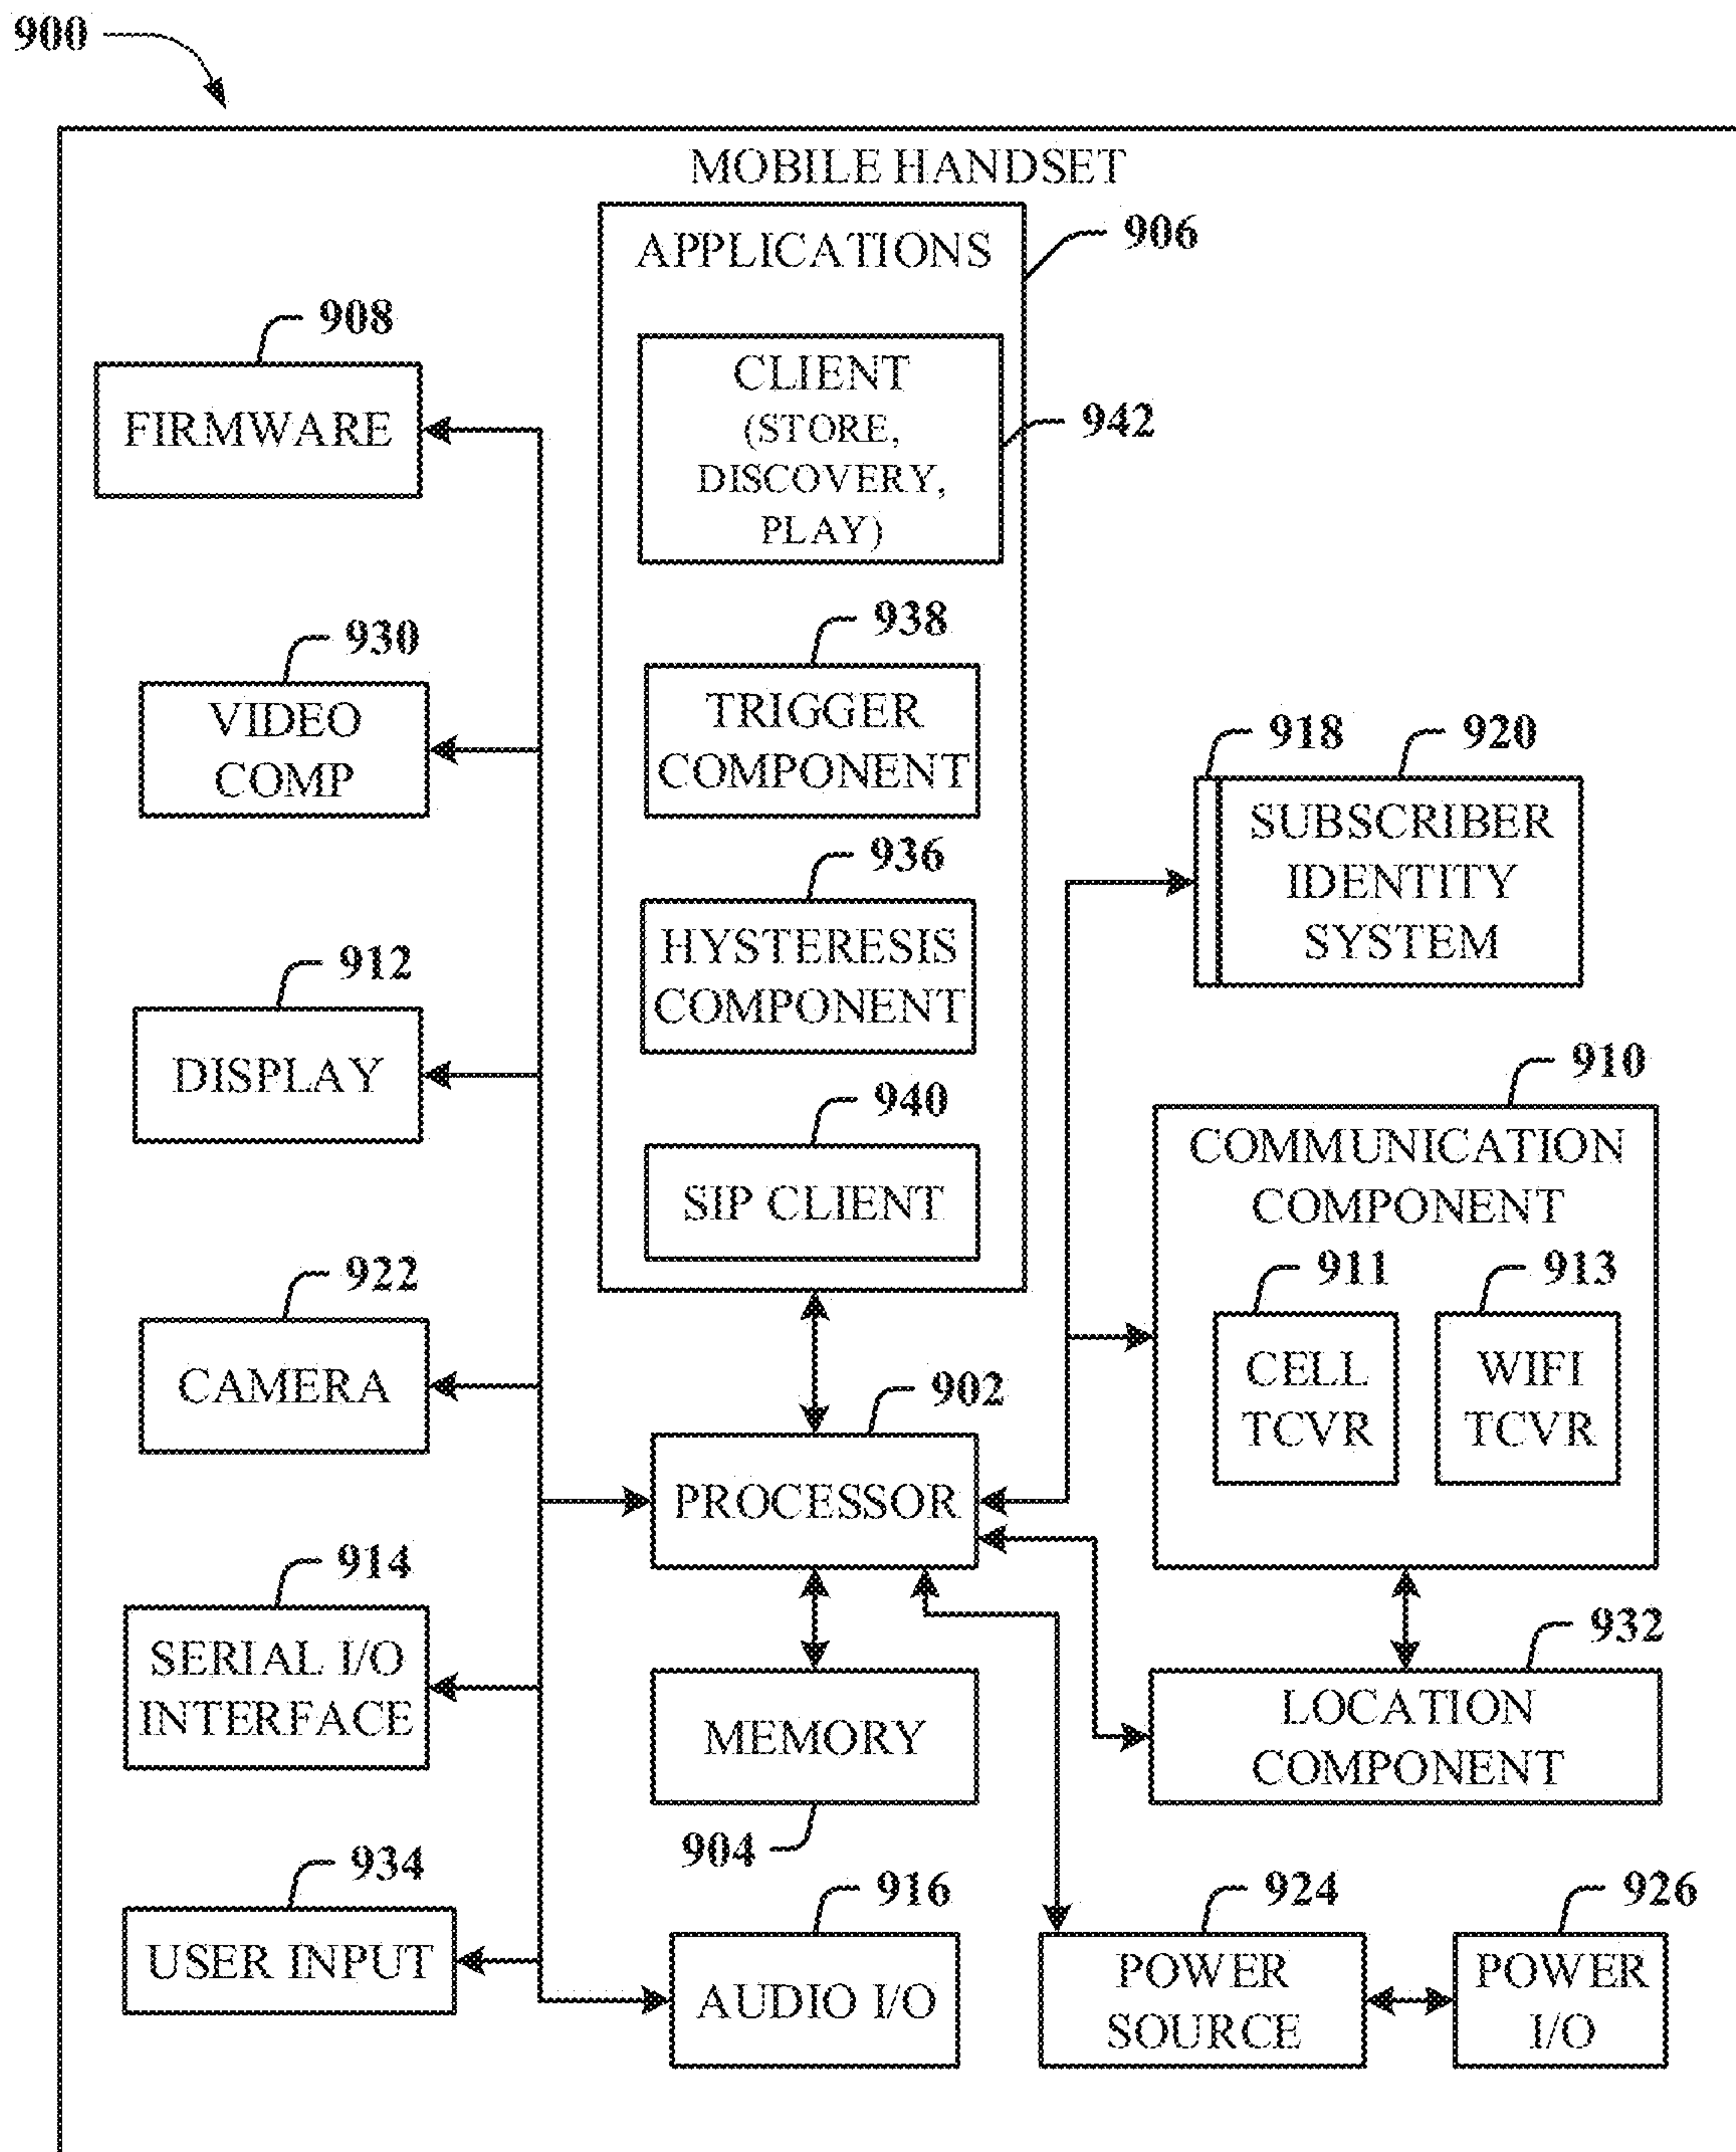 900
MOBILE HANDSET
906
APPLICATIONS
942
CLIENT
(STORE,
DISCOVERY,
PLAY)
938
TRIGGER
COMPONENT
936
HYSTERESIS
COMPONENT
940
SIP CLIENT
908
FIRMWARE
930
VIDEO
COMP
912
DISPLAY
922
CAMERA
914
SERIAL I/O
INTERFACE
934
USER INPUT
902
PROCESSOR
MEMORY
904
916
AUDIO I/O
918
920
SUBSCRIBER
IDENTITY
SYSTEM
910
COMMUNICATION
COMPONENT
911
CELL
TCVR
913
WIFI
TCVR
932
LOCATION
COMPONENT
924
POWER
SOURCE
926
POWER
I/O